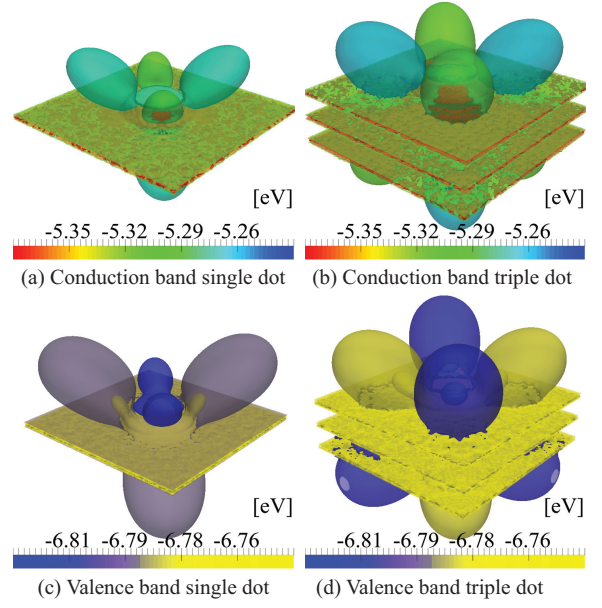 [eV] [eV]
-5.35 -5.32 -5.29 -5.26 -5.35 -5.32 -5.29 -5.26
(a) Conduction band single dot (b) Conduction band triple dot
[eV] [eV]
-6.81 -6.79 -6.78 -6.76 -6.81 -6.79 -6.78 -6.76
(c) Valence band single dot (d) Valence band triple dot